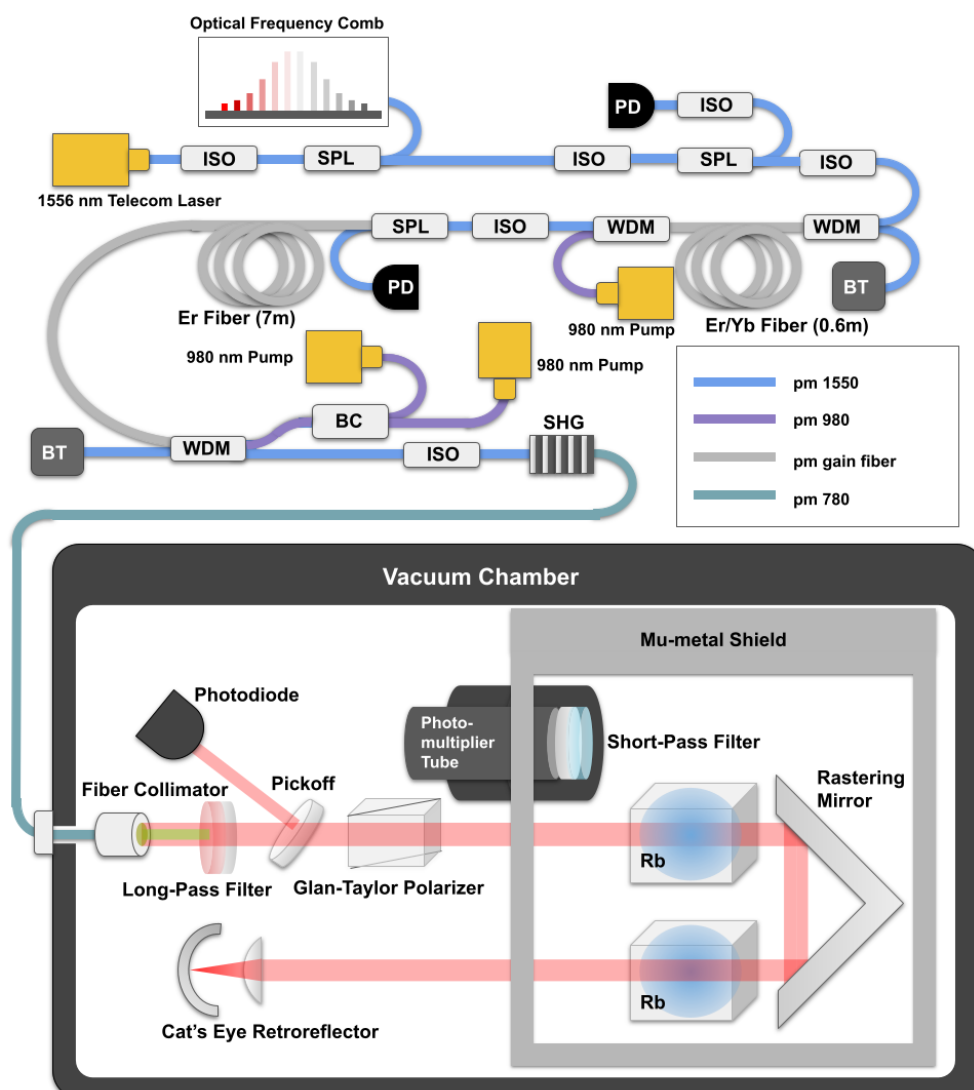 Optical Frequency Comb
PD
ISO
ISO
SPL
ISO
SPL
ISO
1556 nm Telecom Laser
SPL
ISO
WDM
WDM
PD
BT
Er Fiber (7m)
980 nm Pump
Er/Yb Fiber (0.6m)
980 nm Pump
980 nm Pump
pm 1550
pm 980
pm gain fiber
pm 780
BC
SHG
BT
WDM
ISO
Vacuum Chamber
Mu-metal Shield
Photodiode
Photo-
multiplier
Tube
Short-Pass Filter
Fiber Collimator
Pickoff
Rastering
Mirror
Rb
Long-Pass Filter
Glan-Taylor Polarizer
Rb
Cat's Eye Retroreflector